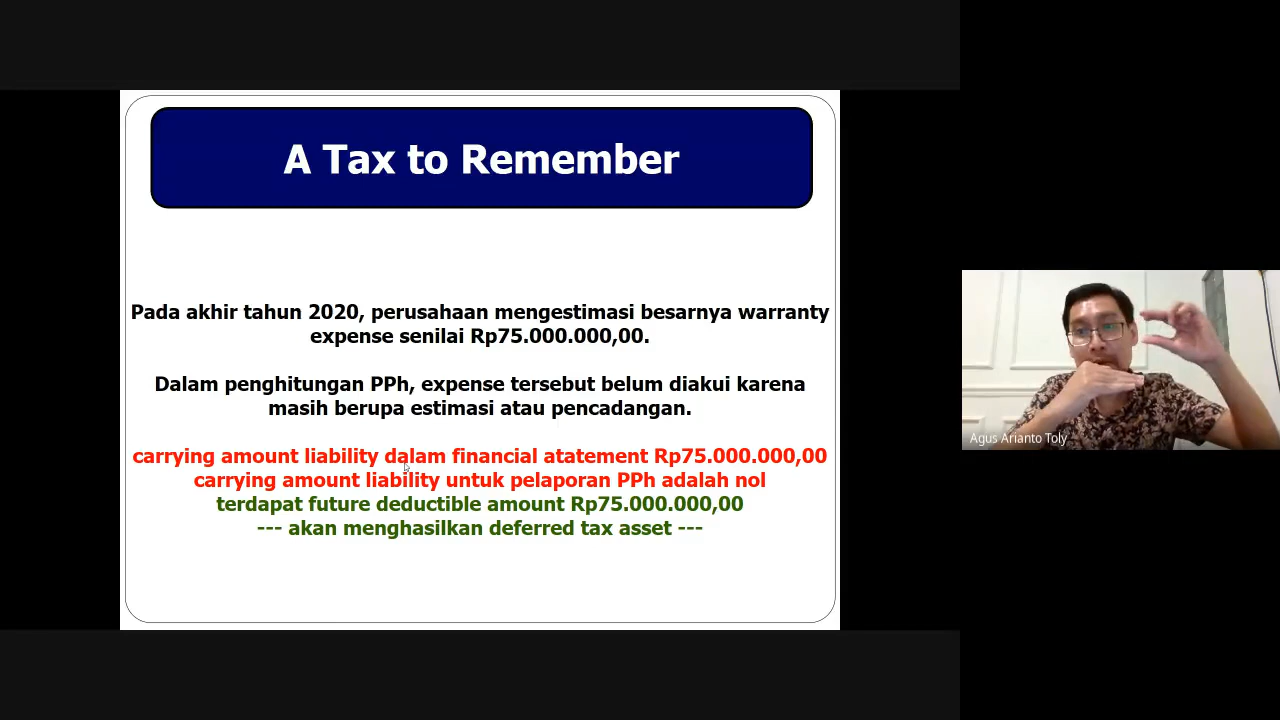 A Tax to Remember
Pada akhir tahun 2020, perusahaan mengestimasi besarnya warranty
expense senilai Rp75.000.000,00.
Dalam penghitungan PPh, expense tersebut belum diakui karena
masih berupa estimasi atau pencadangan.
carrying amount liability dalam financial atatement Rp75.000.000,00
carrying amount liability untuk pelaporan PPh adalah nol
terdapat future deductible amount Rp75.000.000,00
--- akan menghasilkan deferred tax asset ---
Agus Arianto Toly